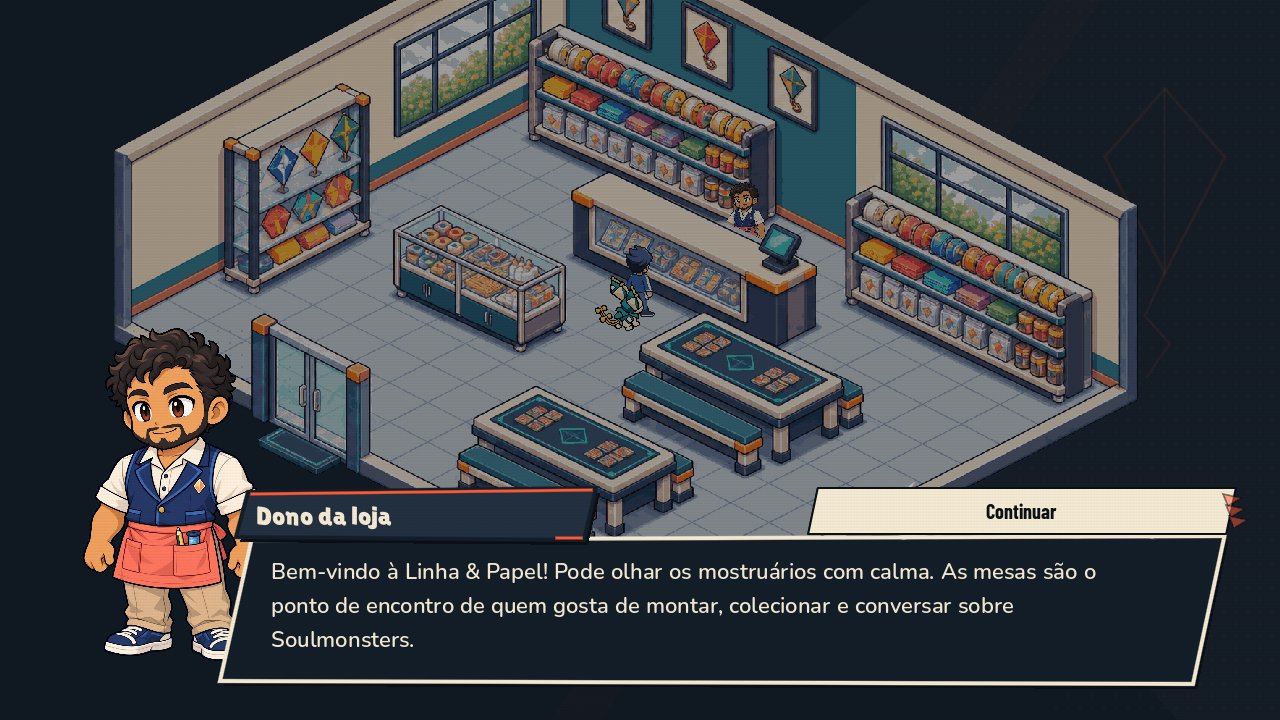 Dono da loja
Continuar
Bem-vindo à Linha & Papel! Pode olhar os mostruários com calma. As mesas são o
ponto de encontro de quem gosta de montar, colecionar e conversar sobre
Soulmonsters.